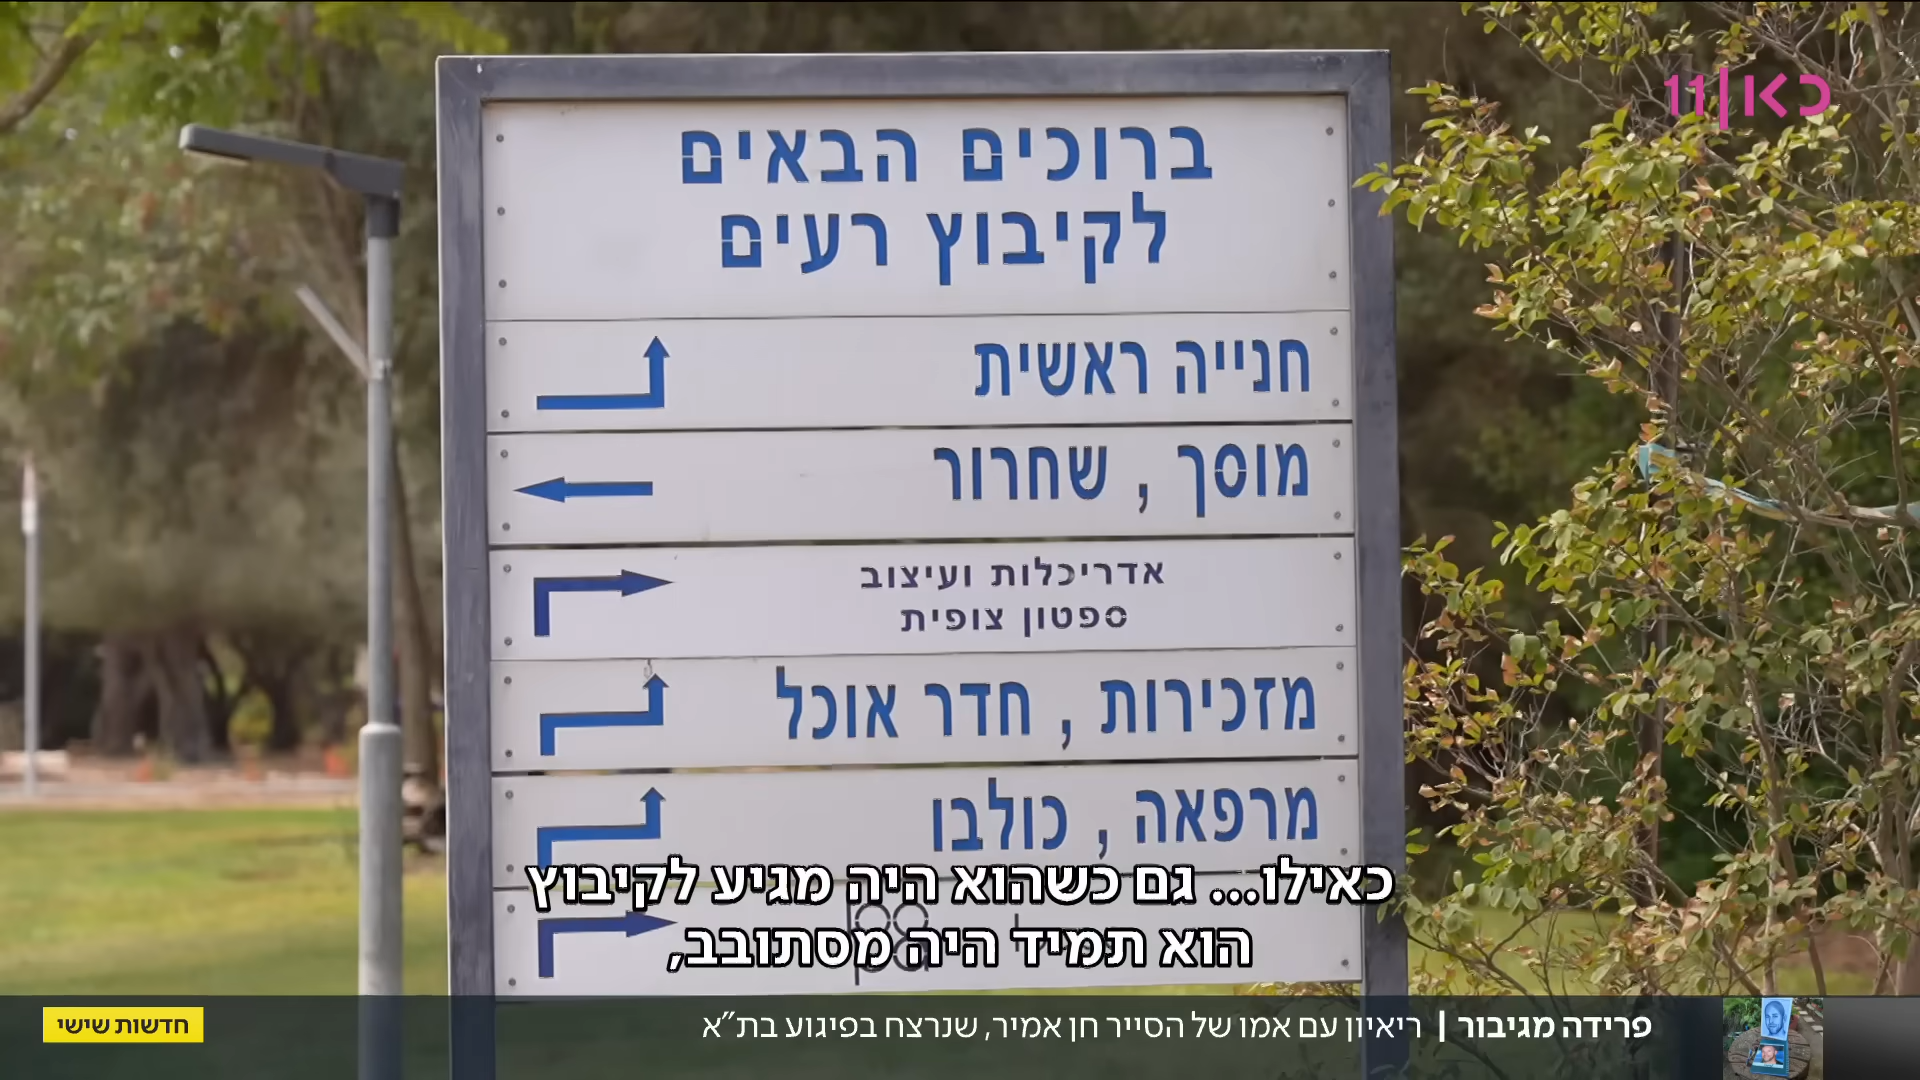 כאן 11
ברוכים הבאים
לקיבוץ רעים
חנייה ראשית
מוסך , שחרור
אדריכלות ועיצוב
ספטון צופית
מזכירות , חדר אוכל
מרפאה , כולבו
כאילו... גם כשהוא היה מגיע לקיבוץ
הוא תמיד היה מסתובב,
פרידה מגיבור | ריאיון עם אמו של הסייר חן אמיר, שנרצח בפיגוע בת"א
חדשות שישי